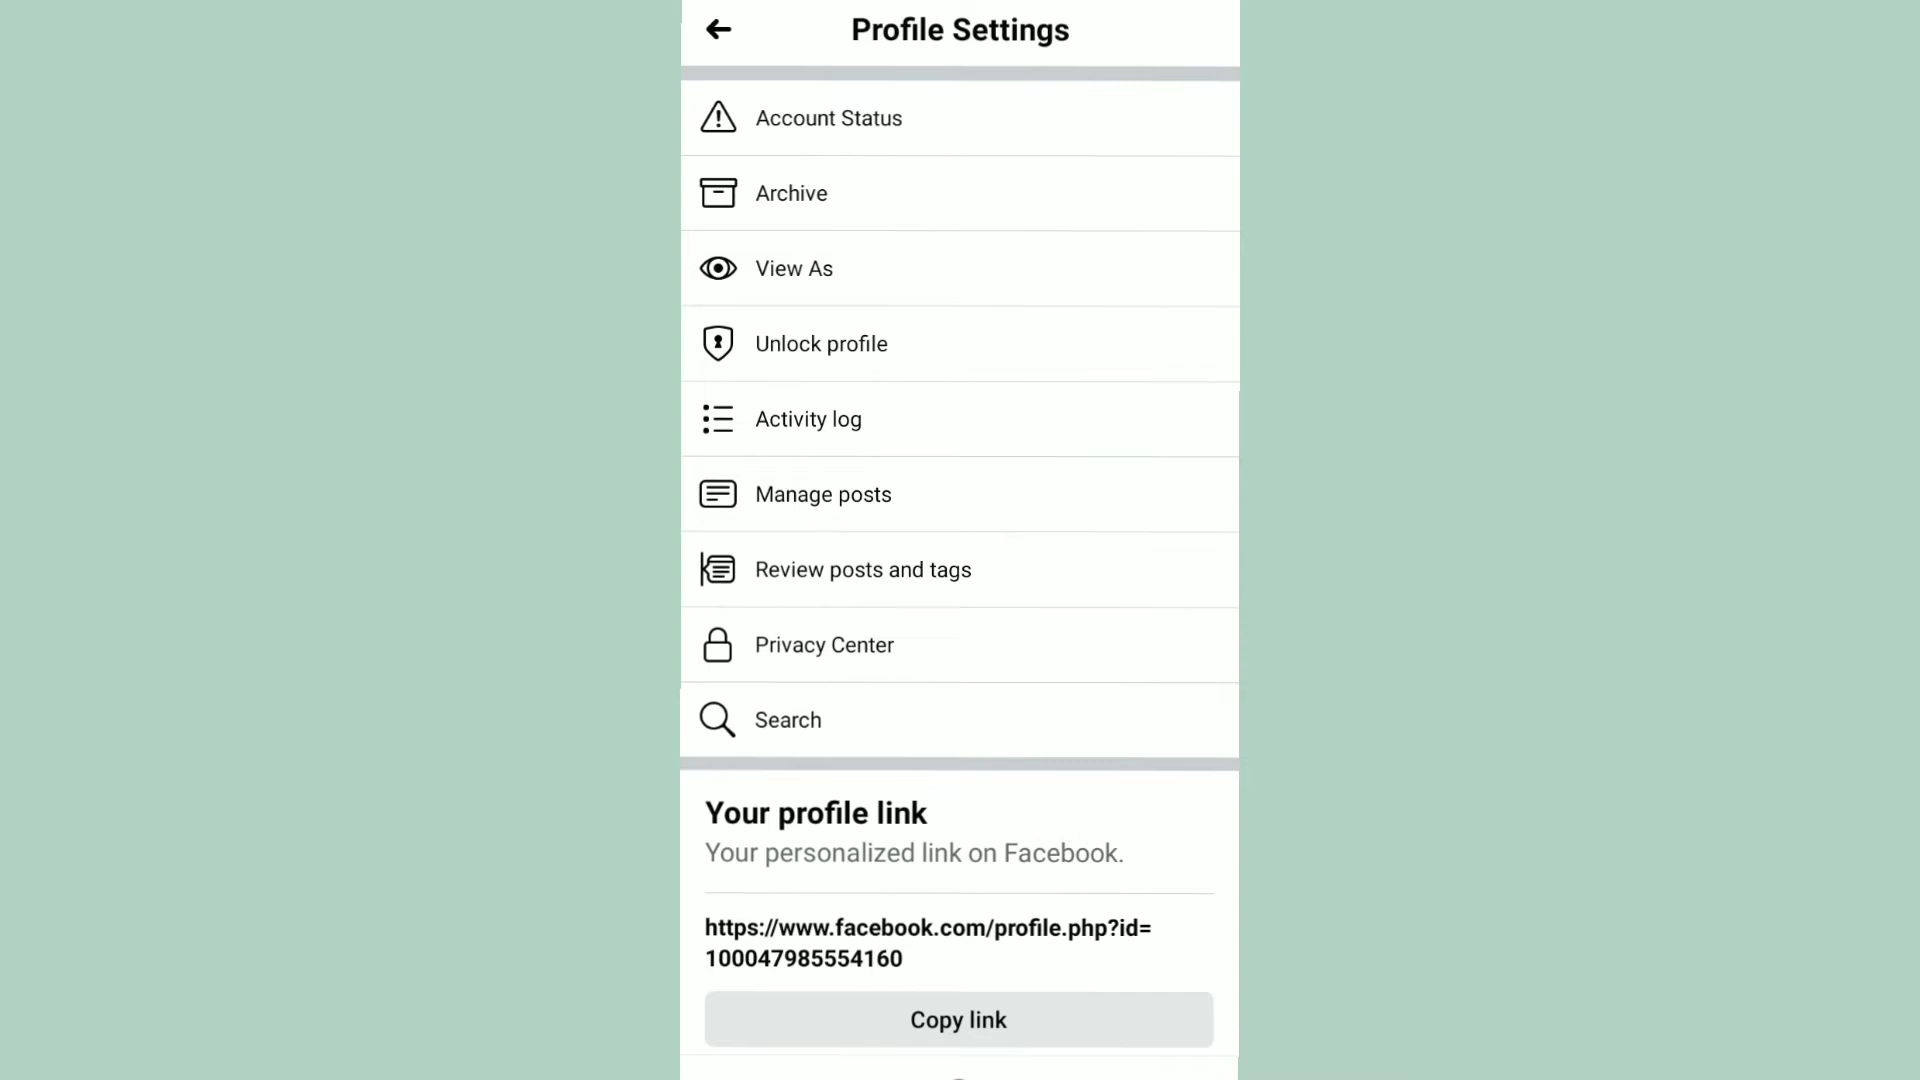 Profile Settings
Account Status
Archive
View As
Unlock profile
Activity log
Manage posts
Review posts and tags
Privacy Center
Search
Your profile link
Your personalized link on Facebook.
https://www.facebook.com/profile.php?id=
100047985554160
Copy link